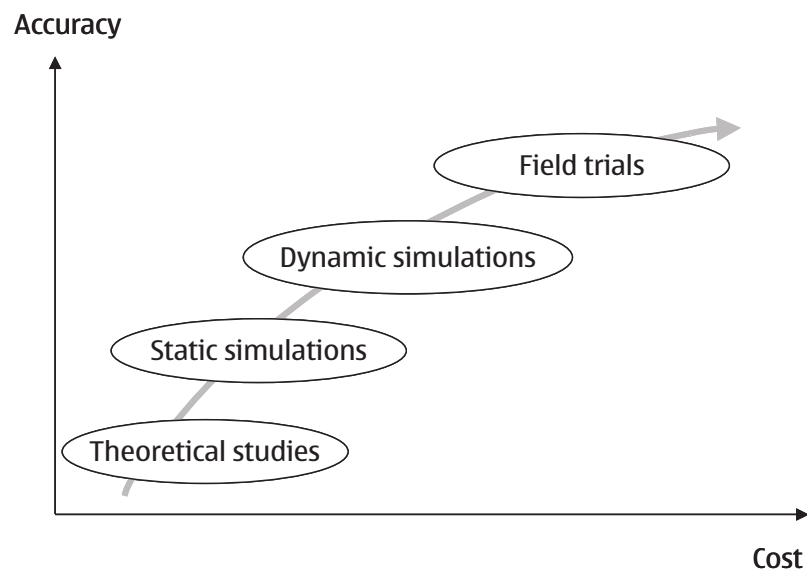 Accuracy
Field trials
Dynamic simulations
Static simulations
Theoretical studies
Cost